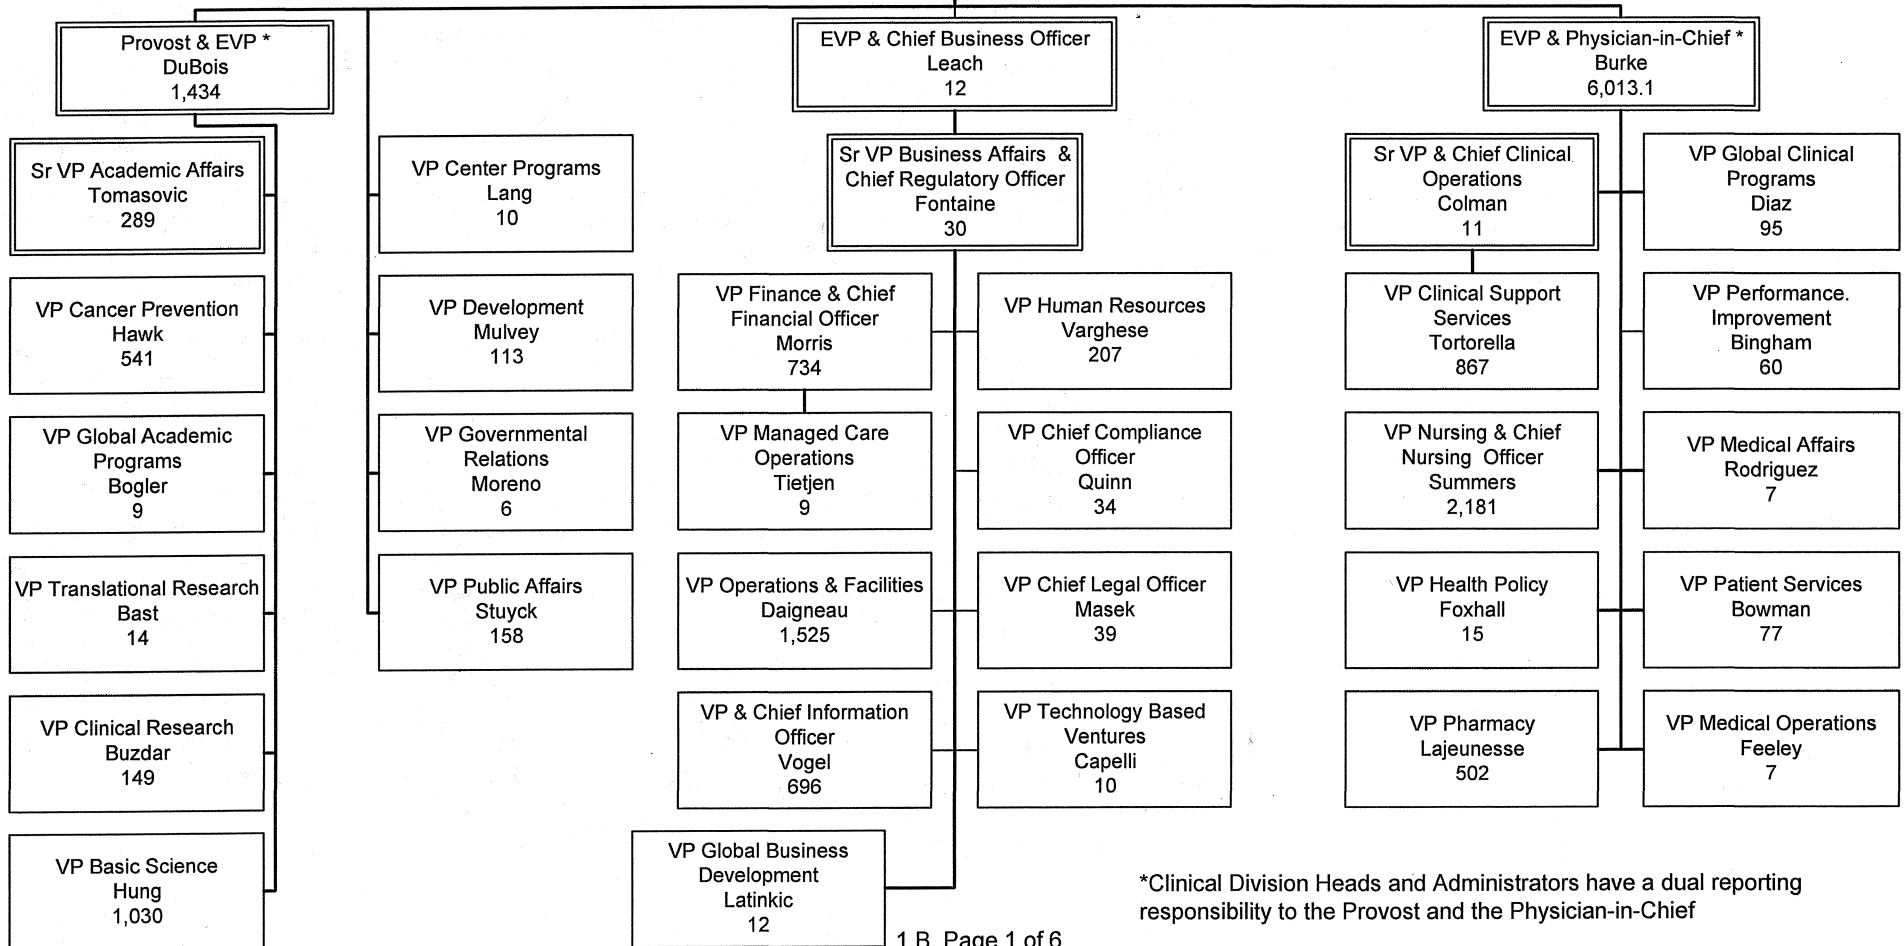 Provost & EVP *
DuBois
1,434
EVP & Chief Business Officer
Leach
12
EVP & Physician-in-Chief *
Burke
6,013.1
Sr VP Academic Affairs
Tomasovic
289
VP Cancer Prevention
Hawk
541
VP Global Academic
Programs
Bogler
9
VP Translational Research
Bast
14
VP Clinical Research
Buzdar
149
VP Basic Science
Hung
1,030
VP Center Programs
Lang
10
VP Development
Mulvey
113
VP Governmental
Relations
Moreno
6
VP Public Affairs
Stuyck
158
Sr VP Business Affairs &
Chief Regulatory Officer
Fontaine
30
VP Finance & Chief
Financial Officer
Morris
734
VP Human Resources
Varghese
207
VP Managed Care
Operations
Tietjen
9
VP Chief Compliance
Officer
Quinn
34
VP Operations & Facilities
Daigneau
1,525
VP Chief Legal Officer
Masek
39
VP & Chief Information
Officer
Vogel
696
VP Technology Based
Ventures
Capelli
10
VP Global Business
Development
Latinkic
12
Sr VP & Chief Clinical
Operations
Colman
11
VP Global Clinical
Programs
Diaz
95
VP Clinical Support
Services
Tortorella
867
VP Performance.
Improvement
Bingham
60
VP Nursing & Chief
Nursing Officer
Summers
2,181
VP Medical Affairs
Rodriguez
7
VP Health Policy
Foxhall
15
VP Patient Services
Bowman
77
VP Pharmacy
Lajeunesse
502
VP Medical Operations
Feeley
7
*Clinical Division Heads and Administrators have a dual reporting
responsibility to the Provost and the Physician-in-Chief
1 B. Page 1 of 6